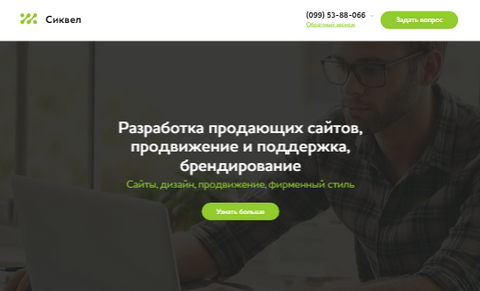 Сиквел
(099) 53-88-066
Обратный звонок
Задать вопрос
Разработка продающих сайтов,
продвижение и поддержка,
брендирование
Сайты, дизайн, продвижение, фирменный стиль
Узнать больше